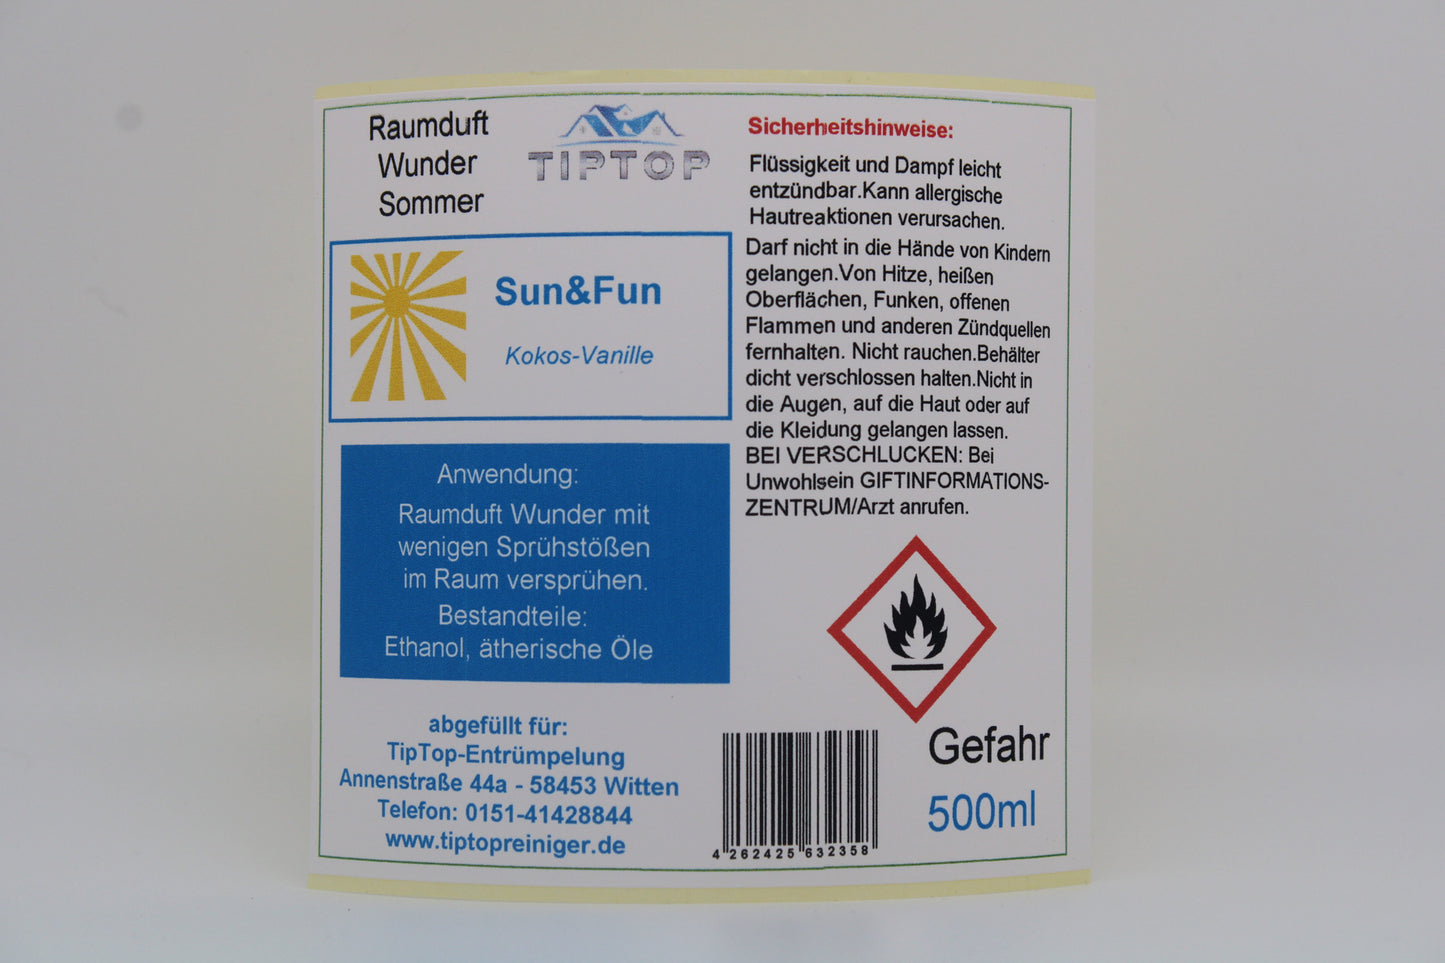 Raumduft
Wunder
Sommer
TIPTOP
Sun&Fun
Kokos-Vanille
Anwendung:
Raumduft Wunder mit
wenigen Sprühstößen
im Raum versprühen.
Bestandteile:
Ethanol, ätherische Öle
abgefüllt für:
TipTop-Entrümpelung
Annenstraße 44a - 58453 Witten
Telefon: 0151-41428844
www.tiptopreiniger.de
Sicherheitshinweise:
Flüssigkeit und Dampf leicht
entzündbar.Kann allergische
Hautreaktionen verursachen.
Darf nicht in die Hände von Kindern
gelangen.Von Hitze, heißen
Oberflächen, Funken, offenen
Flammen und anderen Zündquellen
fernhalten. Nicht rauchen.Behälter
dicht verschlossen halten.Nicht in
die Augen, auf die Haut oder auf
die Kleidung gelangen lassen.
BEI VERSCHLUCKEN: Bei
Unwohlsein GIFTINFORMATIONS-
ZENTRUM/Arzt anrufen.
Gefahr
500ml
4 262425 632358